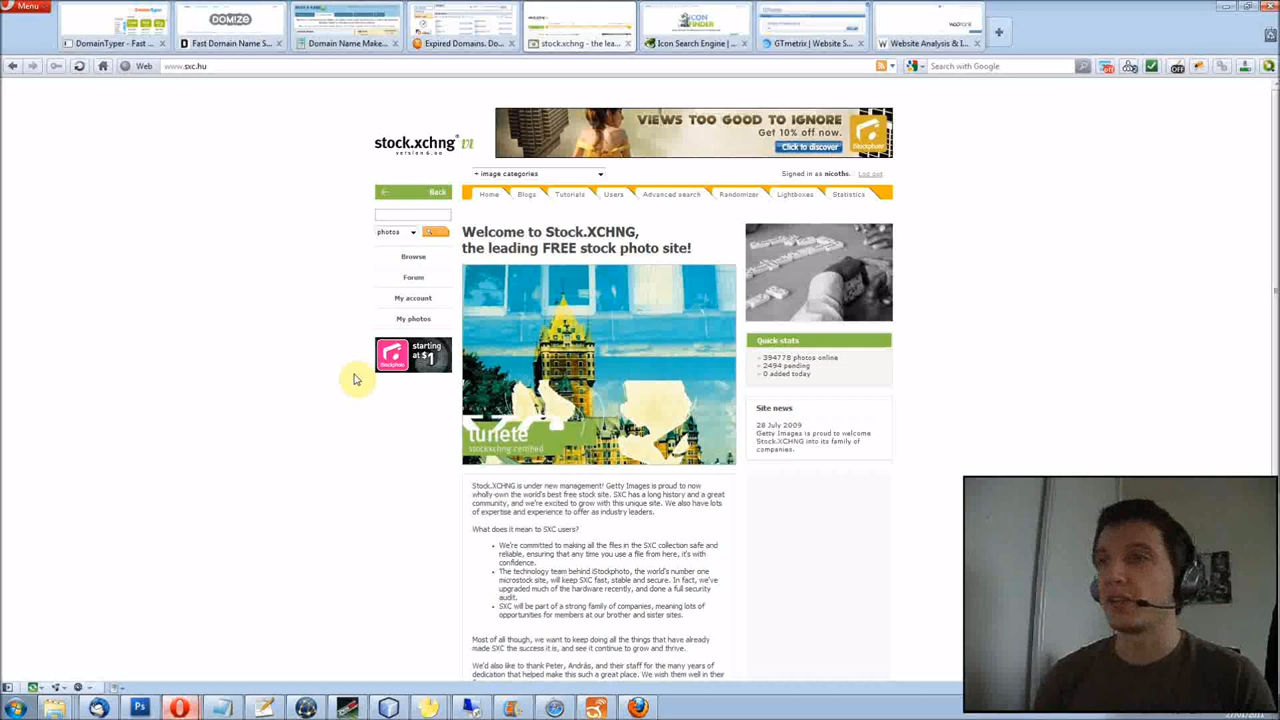 Menu
DomainTyper - Fast ...
DOMIZE
Fast Domain Name S...
Domain Name Make...
Expired Domains. Do...
stock.xchng - the lea...
ICON FINDER
Icon Search Engine | ...
GTmetrix | Website S...
WOORANK
Website Analysis & I...
Web
www.sxc.hu
Search with Google
stock.xchng vi
VIEWS TOO GOOD TO IGNORE
Get 10% off now.
Click to discover
iStockphoto
+ image categories
Signed in as nicoths.
Log out
Back
Home
Blogs
Tutorials
Users
Advanced search
Randomizer
Lightboxes
Statistics
photos
Browse
Forum
My account
My photos
iStockphoto
starting
at $1
Welcome to Stock.XCHNG,
the leading FREE stock photo site!
lunete
stockxchng certified
Quick stats
394778 photos online
2494 pending
0 added today
Site news
28 July 2009
Getty Images is proud to welcome
Stock.XCHNG into its family of
companies.
Stock.XCHNG is under new management! Getty Images is proud to now
wholly-own the world's best free stock site. SXC has a long history and a great
community, and we're excited to grow with this unique site. We also have lots
of expertise and experience to offer as industry leaders.
What does it mean to SXC users?
• We're committed to making all the files in the SXC collection safe and
reliable, ensuring that any time you use a file from here, it's with
confidence.
• The technology team behind iStockphoto, the world's number one
microstock site, will keep SXC fast, stable and secure. In fact, we've
upgraded much of the hardware recently, and done a full security
audit.
• SXC will be part of a strong family of companies, meaning lots of
opportunities for members at our brother and sister sites.
Most of all though, we want to keep doing all the things that have already
made SXC the success it is, and see it continue to grow and thrive.
We'd also like to thank Peter, András, and their staff for the many years of
dedication that helped make this such a great place. We wish them well in their